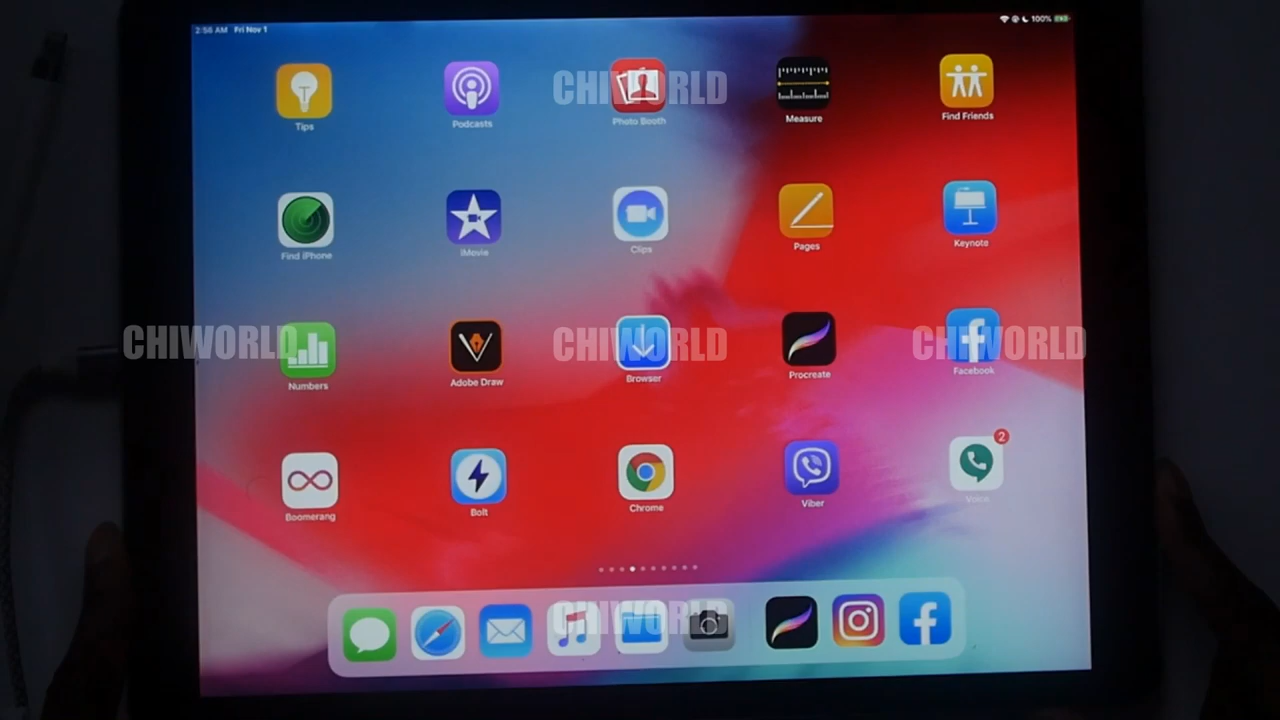 2:56 AM Fri Nov 1
100%
Tips
Podcasts
Photo Booth
Measure
Find Friends
CHIWORLD
Find iPhone
iMovie
Clips
Pages
Keynote
Numbers
Adobe Draw
Browser
Procreate
Facebook
CHIWORLD
CHIWORLD
CHIWORLD
2
Boomerang
Bolt
Chrome
Viber
Voice
CHIWORLD